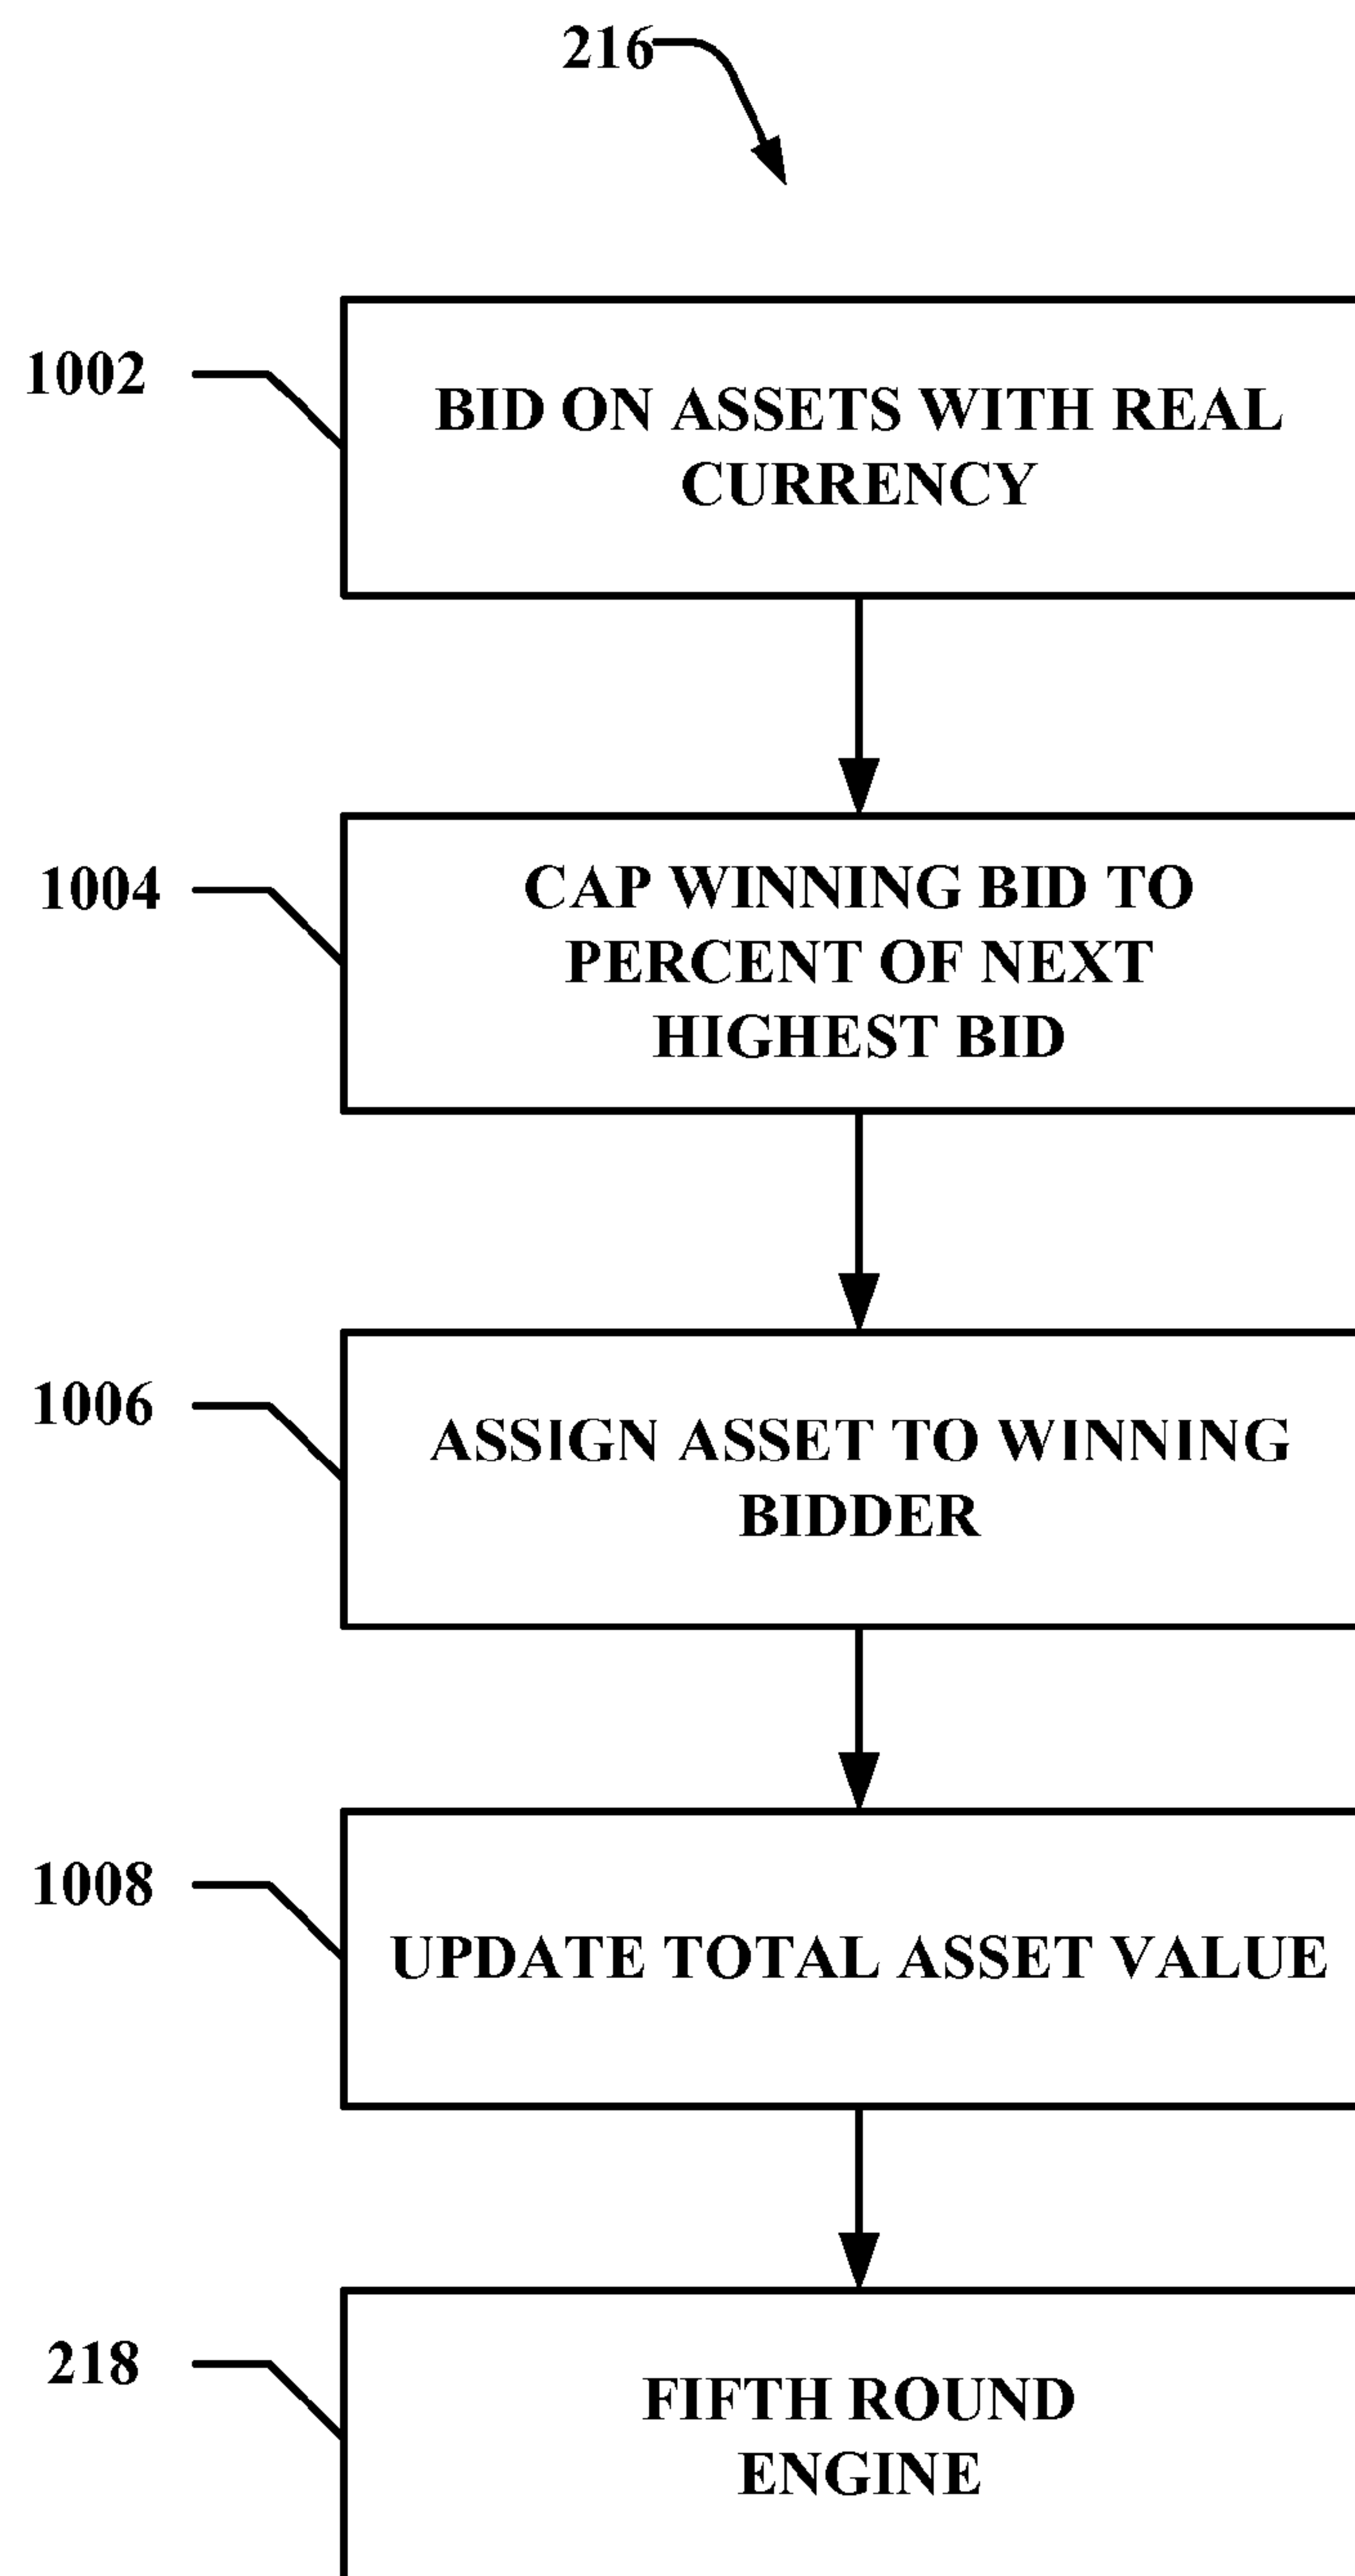 216
1002
BID ON ASSETS WITH REAL
CURRENCY
1004
CAP WINNING BID TO
PERCENT OF NEXT
HIGHEST BID
1006
ASSIGN ASSET TO WINNING
BIDDER
1008
UPDATE TOTAL ASSET VALUE
218
FIFTH ROUND
ENGINE